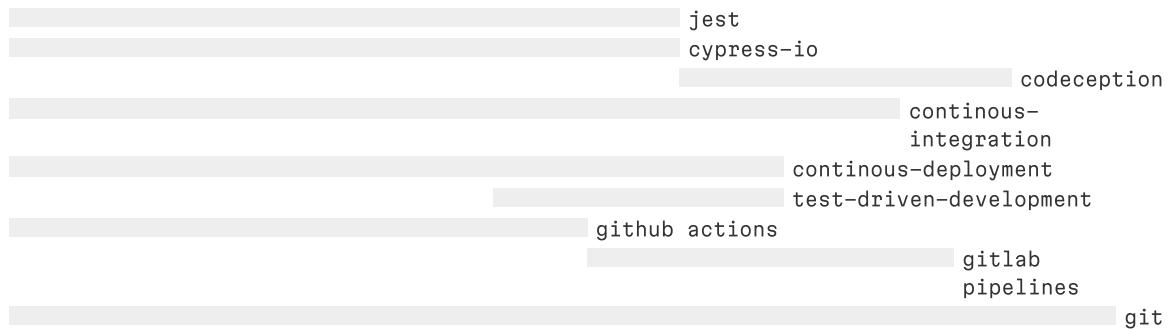 jest
cypress-io
codeception
continous-
integration
continous-deployment
test-driven-development
github actions
gitlab
pipelines
git